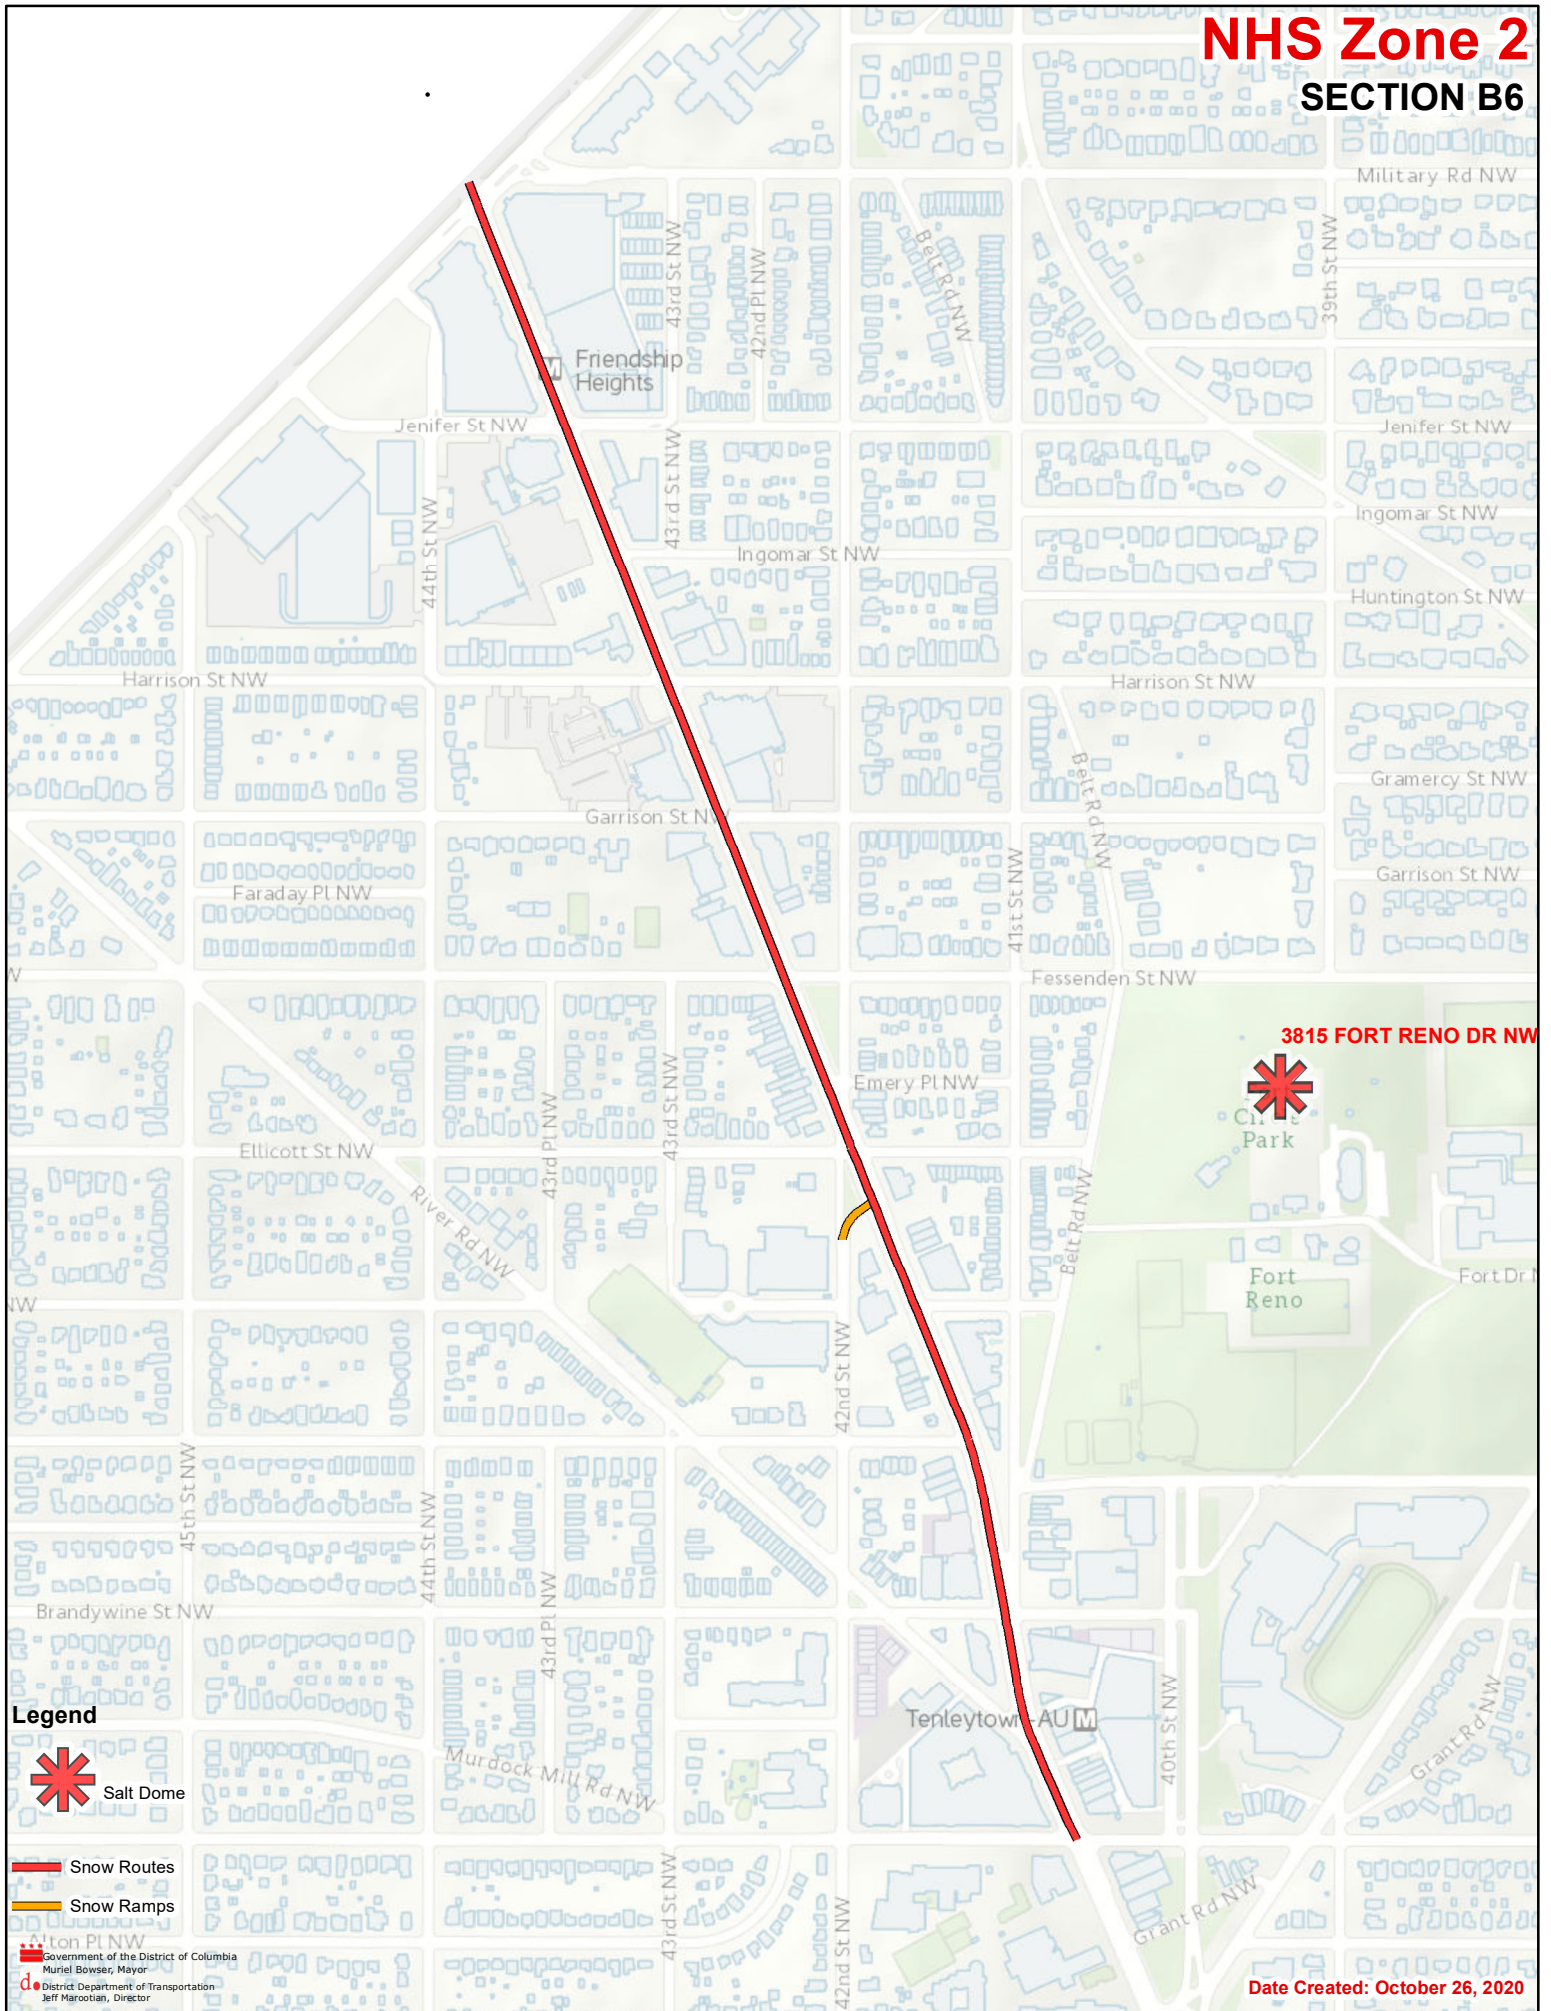 NHS Zone 2
SECTION B6
Military Rd NW
39th St NW
43rd St NW
42nd Pl NW
Belt Rd NW
M
Friendship
Heights
Jenifer St NW
Jenifer St NW
43rd St NW
44th St NW
Ingomar St NW
Ingomar St NW
Huntington St NW
Harrison St NW
Harrison St NW
Belt Rd NW
Gramercy St NW
Garrison St NW
41st St NW
Garrison St NW
Faraday Pl NW
W
Fessenden St NW
3815 FORT RENO DR NW
Emery Pl NW
43rd St NW
43rd Pl NW
Park
Ellicott St NW
River Rd NW
Belt Rd NW
Fort
Reno
Fort Dr N
NW
42nd St NW
45th St NW
44th St NW
43rd Pl NW
Brandywine St NW
Legend
Salt Dome
Murdock Mill Rd NW
Tenleytown-AU M
40th St NW
Grant Rd NW
Snow Routes
Snow Ramps
43rd St NW
42nd St NW
Grant Rd NW
Alton Pl NW
Government of the District of Columbia
Muriel Bowser, Mayor
d. District Department of Transportation
Jeff Marootian, Director
Date Created: October 26, 2020